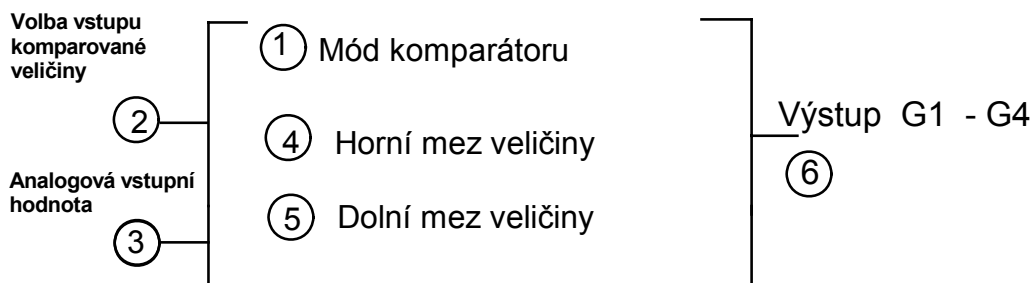 Volba vstupu
komparované
veličiny
1 Mód komparátoru
2
4 Horní mez veličiny
Výstup G1 - G4
6
Analogová vstupní
hodnota
5 Dolní mez veličiny
3